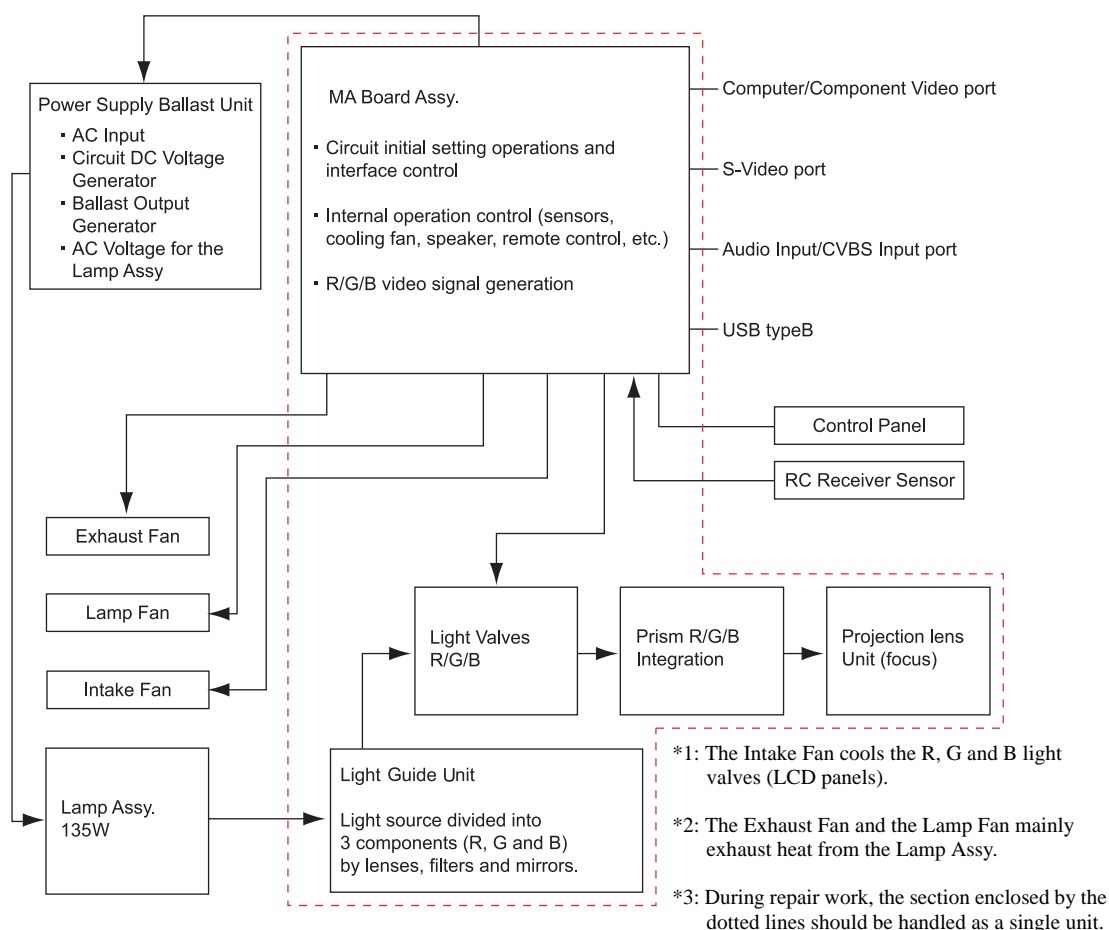 Power Supply Ballast Unit
▪ AC Input
▪ Circuit DC Voltage
Generator
▪ Ballast Output
Generator
▪ AC Voltage for the
Lamp Assy
MA Board Assy.
▪ Circuit initial setting operations and
interface control
▪ Internal operation control (sensors,
cooling fan, speaker, remote control, etc.)
▪ R/G/B video signal generation
Computer/Component Video port
S-Video port
Audio Input/CVBS Input port
USB typeB
Control Panel
RC Receiver Sensor
Exhaust Fan
Lamp Fan
Intake Fan
Light Valves
R/G/B
Prism R/G/B
Integration
Projection lens
Unit (focus)
Lamp Assy.
135W
Light Guide Unit
Light source divided into
3 components (R, G and B)
by lenses, filters and mirrors.
*1: The Intake Fan cools the R, G and B light
valves (LCD panels).
*2: The Exhaust Fan and the Lamp Fan mainly
exhaust heat from the Lamp Assy.
*3: During repair work, the section enclosed by the
dotted lines should be handled as a single unit.